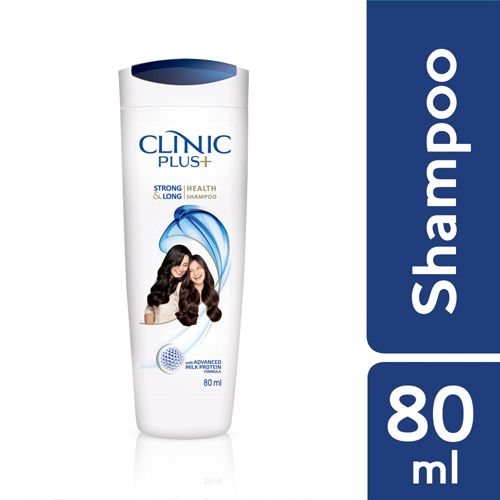 CLINIC
PLUS+
STRONG
&LONG
HEALTH
SHAMPOO
with ADVANCED
MILK PROTEIN
FORMULA
80 ml
Shampoo
80
ml